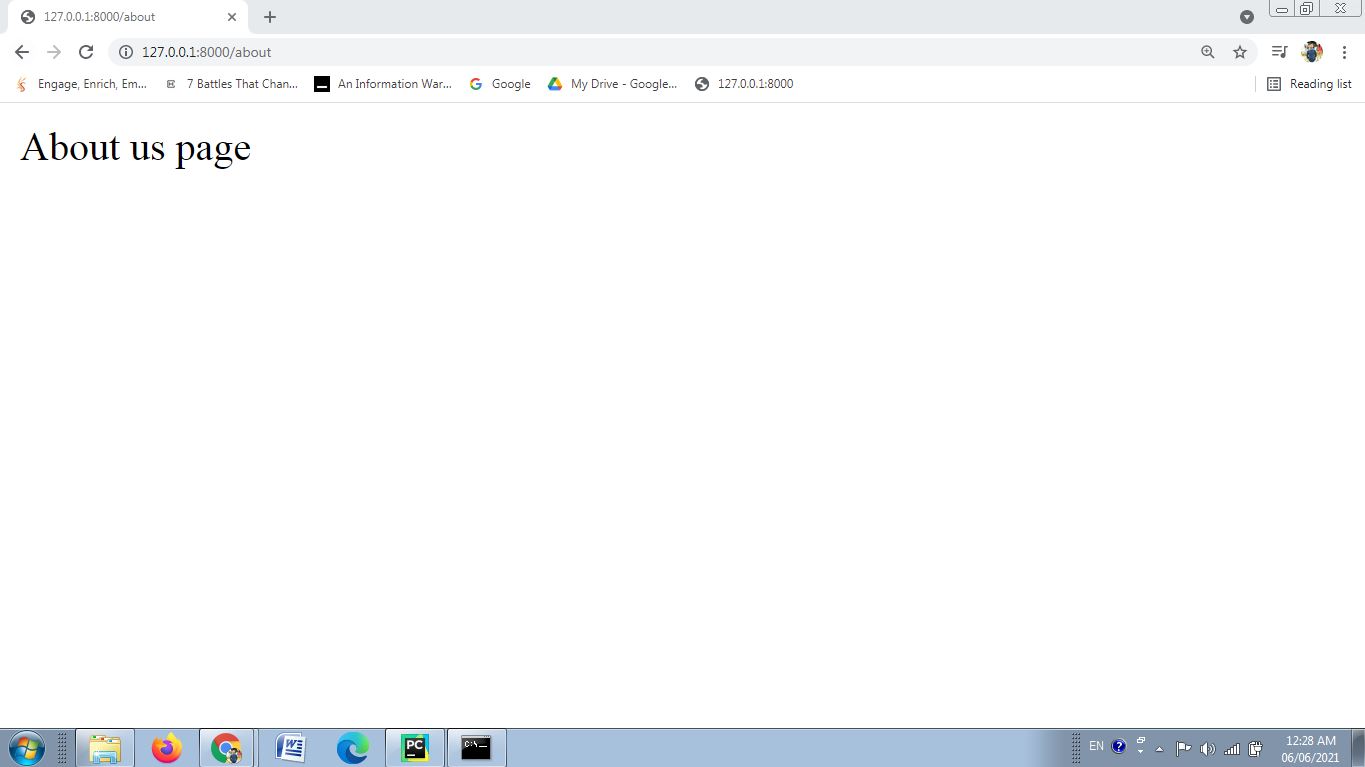 127.0.0.1:8000/about
127.0.0.1:8000/about
Engage, Enrich, Em... 7 Battles That Chan... An Information War... Google My Drive - Google... 127.0.0.1:8000 Reading list
About us page
PC C:\ EN 12:28 AM
06/06/2021